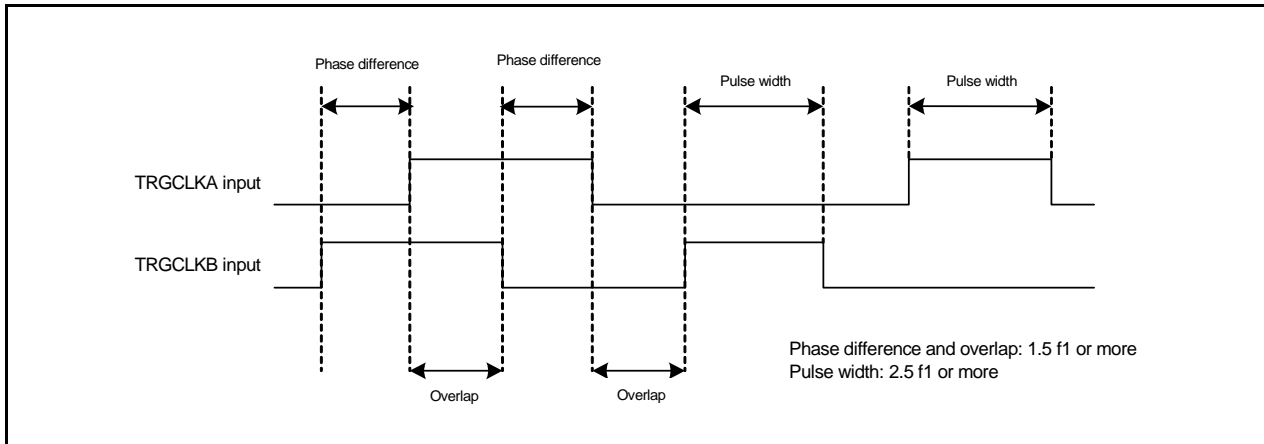 Phase difference
Phase difference
Pulse width
Pulse width
TRGCLKA input
TRGCLKB input
Phase difference and overlap: 1.5 f1 or more
Pulse width: 2.5 f1 or more
Overlap
Overlap